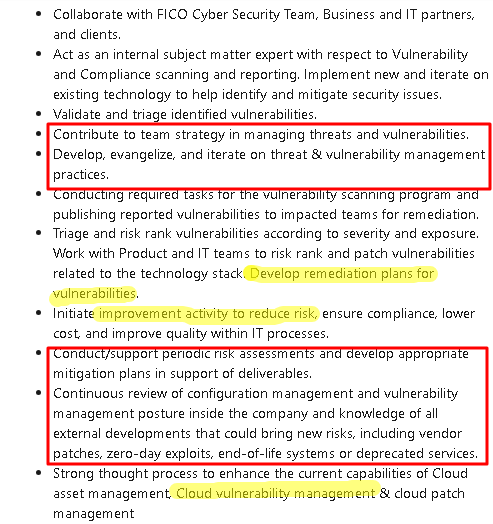 • Collaborate with FICO Cyber Security Team, Business and IT partners,
and clients.
• Act as an internal subject matter expert with respect to Vulnerability
and Compliance scanning and reporting. Implement new and iterate on
existing technology to help identify and mitigate security issues.
• Validate and triage identified vulnerabilities.
• Contribute to team strategy in managing threats and vulnerabilities.
• Develop, evangelize, and iterate on threat & vulnerability management
practices.
• Conducting required tasks for the vulnerability scanning program and
publishing reported vulnerabilities to impacted teams for remediation.
• Triage and risk rank vulnerabilities according to severity and exposure.
Work with Product and IT teams to risk rank and patch vulnerabilities
related to the technology stack. Develop remediation plans for
vulnerabilities.
• Initiate improvement activity to reduce risk, ensure compliance, lower
cost, and improve quality within IT processes.
• Conduct/support periodic risk assessments and develop appropriate
mitigation plans in support of deliverables.
• Continuous review of configuration management and vulnerability
management posture inside the company and knowledge of all
external developments that could bring new risks, including vendor
patches, zero-day exploits, end-of-life systems or deprecated services.
• Strong thought process to enhance the current capabilities of Cloud
asset management, Cloud vulnerability management & cloud patch
management